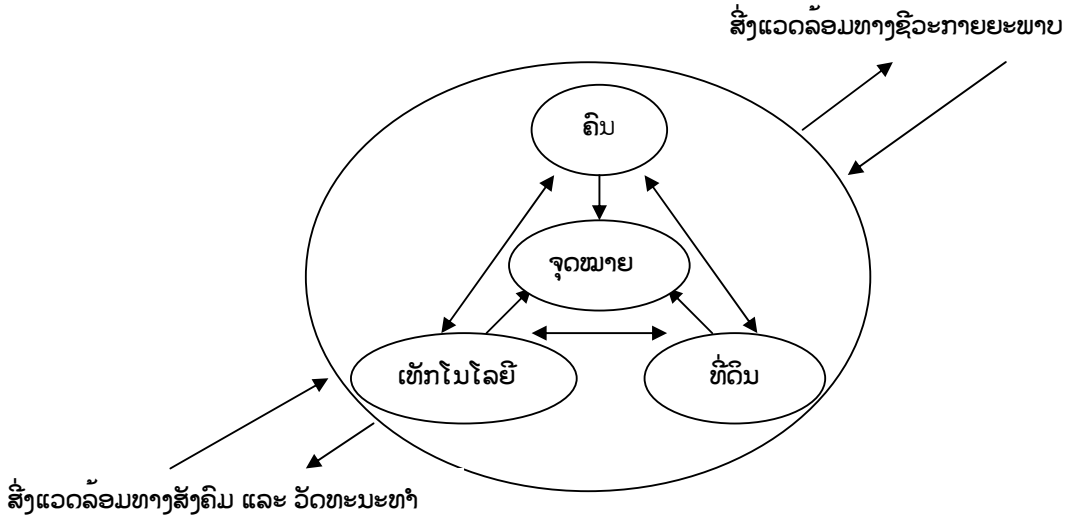 ສິ່ງແວດລ້ອມທາງຊີວະກາຍຍະພາບ
ຄົນ
ຈຸດໝາຍ
ເທັກໂນໂລຍີ
ທີ່ດິນ
ສິ່ງແວດລ້ອມທາງສັງຄົມ ແລະ ວັດທະນະທຳ